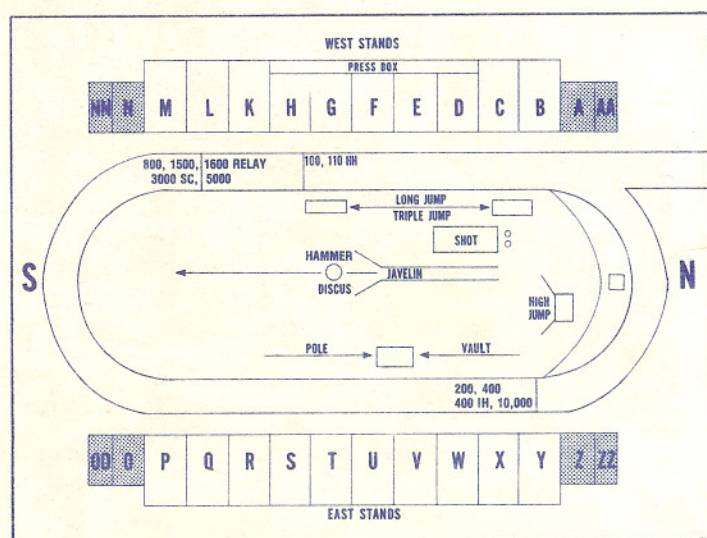 WEST STANDS
PRESS BOX
NN N M L K H G F E D C B A AA
800, 1500,
3000 SC,
1600 RELAY
5000
100, 110 HH
LONG JUMP
TRIPLE JUMP
SHOT
HAMMER
DISCUS
JAVELIN
S
N
HIGH
JUMP
POLE
VAULT
200, 400
400 IH, 10,000
OO O P Q R S T U V W X Y Z ZZ
EAST STANDS